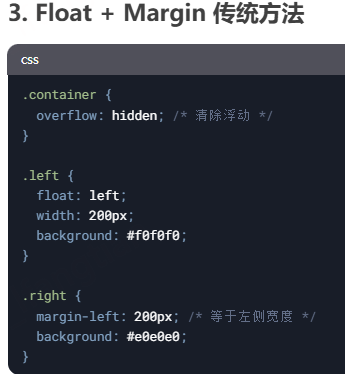 3. Float + Margin 传统方法
css
.container {
  overflow: hidden; /* 清除浮动 */
}

.left {
  float: left;
  width: 200px;
  background: #f0f0f0;
}

.right {
  margin-left: 200px; /* 等于左侧宽度 */
  background: #e0e0e0;
}